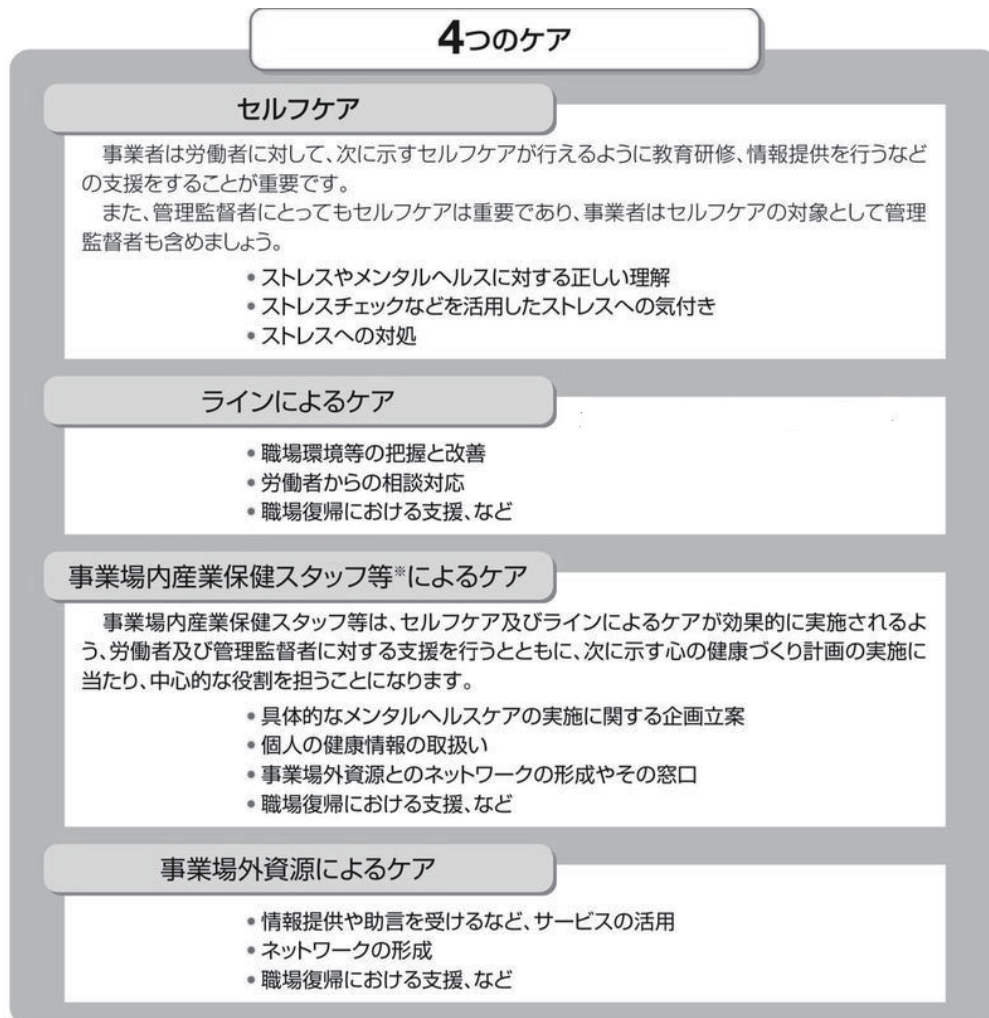 4つのケア
セルフケア
事業者は労働者に対して、次に示すセルフケアが行えるように教育研修、情報提供を行うなど
の支援をすることが重要です。
また、管理監督者にとってもセルフケアは重要であり、事業者はセルフケアの対象として管理
監督者も含めましょう。
• ストレスやメンタルヘルスに対する正しい理解
• ストレスチェックなどを活用したストレスへの気付き
• ストレスへの対処
ラインによるケア
• 職場環境等の把握と改善
• 労働者からの相談対応
• 職場復帰における支援、など
事業場内産業保健スタッフ等※によるケア
事業場内産業保健スタッフ等は、セルフケア及びラインによるケアが効果的に実施されるよ
う、労働者及び管理監督者に対する支援を行うとともに、次に示す心の健康づくり計画の実施に
当たり、中心的な役割を担うことになります。
• 具体的なメンタルヘルスケアの実施に関する企画立案
• 個人の健康情報の取扱い
• 事業場外資源とのネットワークの形成やその窓口
• 職場復帰における支援、など
事業場外資源によるケア
• 情報提供や助言を受けるなど、サービスの活用
• ネットワークの形成
• 職場復帰における支援、など